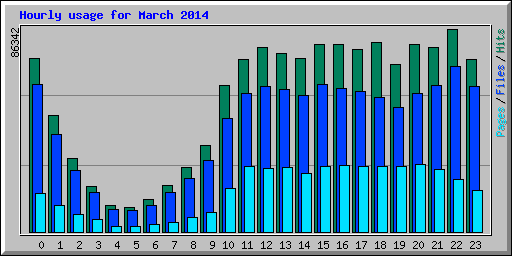 Hourly usage for March 2014
86342
Pages / Files / Hits
0 1 2 3 4 5 6 7 8 9 10 11 12 13 14 15 16 17 18 19 20 21 22 23